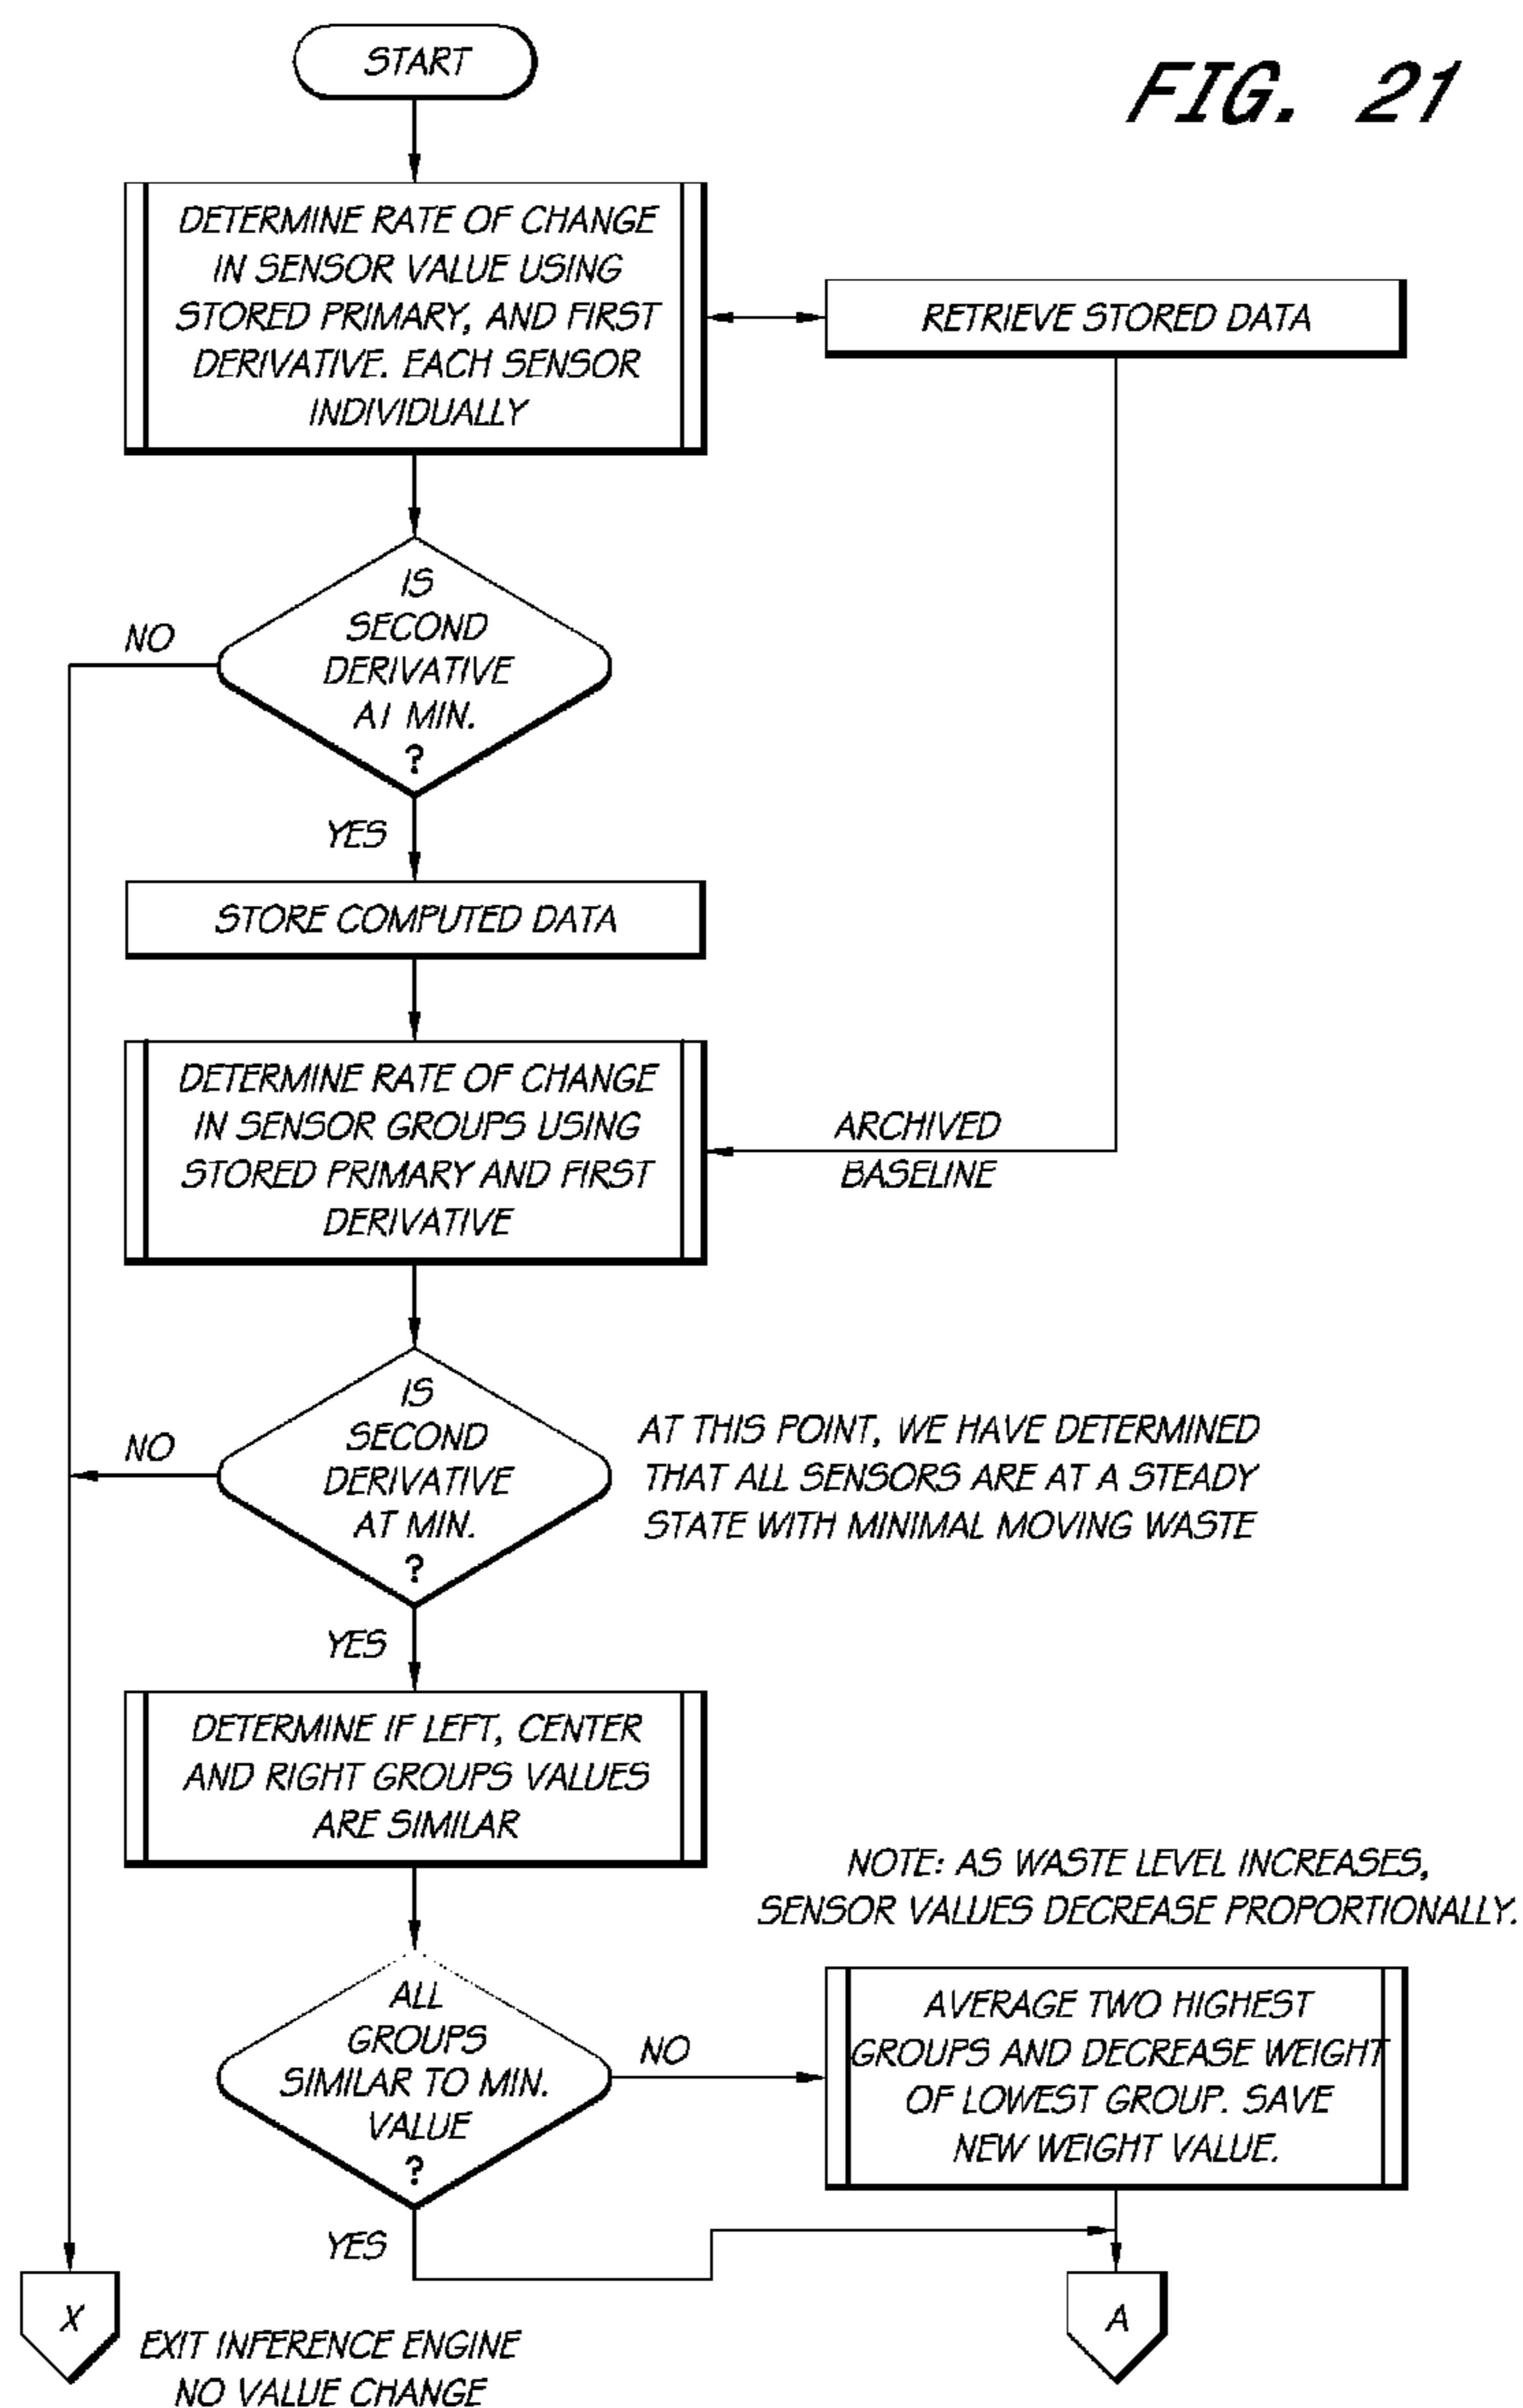 START
FIG. 21
DETERMINE RATE OF CHANGE
IN SENSOR VALUE USING
STORED PRIMARY, AND FIRST
DERIVATIVE. EACH SENSOR
INDIVIDUALLY
RETRIEVE STORED DATA
IS
SECOND
DERIVATIVE
A1 MIN.
?
NO
YES
STORE COMPUTED DATA
DETERMINE RATE OF CHANGE
IN SENSOR GROUPS USING
STORED PRIMARY AND FIRST
DERIVATIVE
ARCHIVED
BASELINE
IS
SECOND
DERIVATIVE
AT MIN.
?
NO
AT THIS POINT, WE HAVE DETERMINED
THAT ALL SENSORS ARE AT A STEADY
STATE WITH MINIMAL MOVING WASTE
YES
DETERMINE IF LEFT, CENTER
AND RIGHT GROUPS VALUES
ARE SIMILAR
NOTE: AS WASTE LEVEL INCREASES,
SENSOR VALUES DECREASE PROPORTIONALLY.
ALL
GROUPS
SIMILAR TO MIN.
VALUE
?
NO
AVERAGE TWO HIGHEST
GROUPS AND DECREASE WEIGHT
OF LOWEST GROUP. SAVE
NEW WEIGHT VALUE.
YES
X
EXIT INFERENCE ENGINE
NO VALUE CHANGE
A